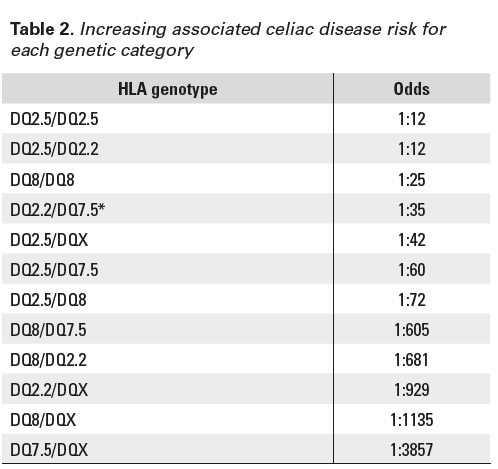 Table 2. Increasing associated celiac disease risk for
each genetic category
HLA genotype Odds
DQ2.5/DQ2.5 1:12
DQ2.5/DQ2.2 1:12
DQ8/DQ8 1:25
DQ2.2/DQ7.5* 1:35
DQ2.5/DQX 1:42
DQ2.5/DQ7.5 1:60
DQ2.5/DQ8 1:72
DQ8/DQ7.5 1:605
DQ8/DQ2.2 1:681
DQ2.2/DQX 1:929
DQ8/DQX 1:1135
DQ7.5/DQX 1:3857